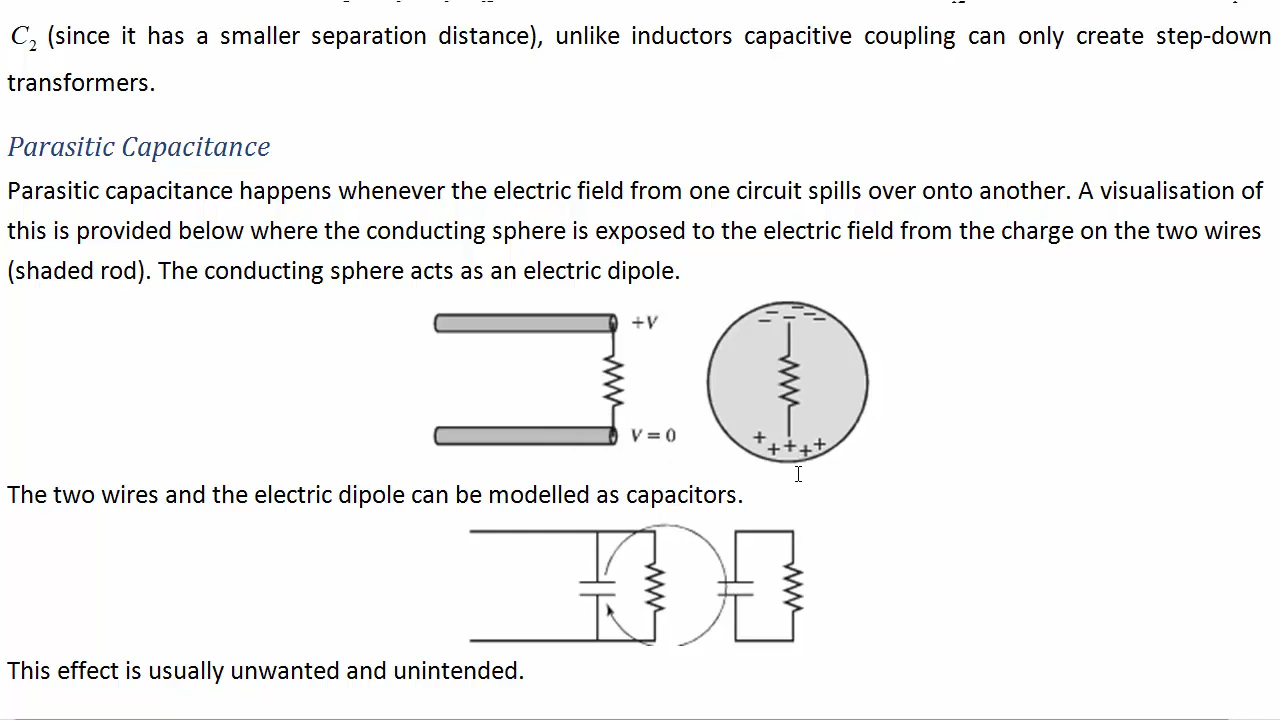 C₂ (since it has a smaller separation distance), unlike inductors capacitive coupling can only create step-down
transformers.
Parasitic Capacitance
Parasitic capacitance happens whenever the electric field from one circuit spills over onto another. A visualisation of
this is provided below where the conducting sphere is exposed to the electric field from the charge on the two wires
(shaded rod). The conducting sphere acts as an electric dipole.
+V
V = 0
The two wires and the electric dipole can be modelled as capacitors.
This effect is usually unwanted and unintended.